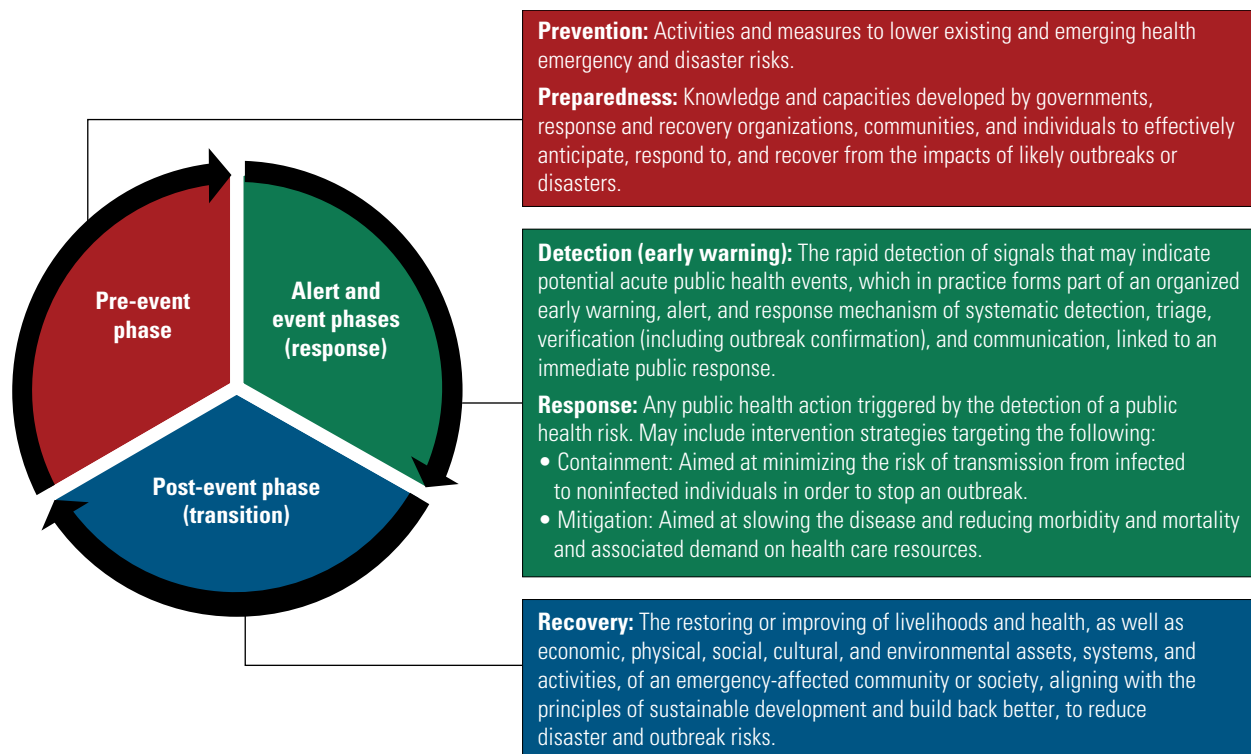 Prevention: Activities and measures to lower existing and emerging health
emergency and disaster risks.
Preparedness: Knowledge and capacities developed by governments,
response and recovery organizations, communities, and individuals to effectively
anticipate, respond to, and recover from the impacts of likely outbreaks or
disasters.
Pre-event
phase
Alert and
event phases
(response)
Post-event phase
(transition)
Detection (early warning): The rapid detection of signals that may indicate
potential acute public health events, which in practice forms part of an organized
early warning, alert, and response mechanism of systematic detection, triage,
verification (including outbreak confirmation), and communication, linked to an
immediate public response.
Response: Any public health action triggered by the detection of a public
health risk. May include intervention strategies targeting the following:
• Containment: Aimed at minimizing the risk of transmission from infected
to noninfected individuals in order to stop an outbreak.
• Mitigation: Aimed at slowing the disease and reducing morbidity and mortality
and associated demand on health care resources.
Recovery: The restoring or improving of livelihoods and health, as well as
economic, physical, social, cultural, and environmental assets, systems, and
activities, of an emergency-affected community or society, aligning with the
principles of sustainable development and build back better, to reduce
disaster and outbreak risks.